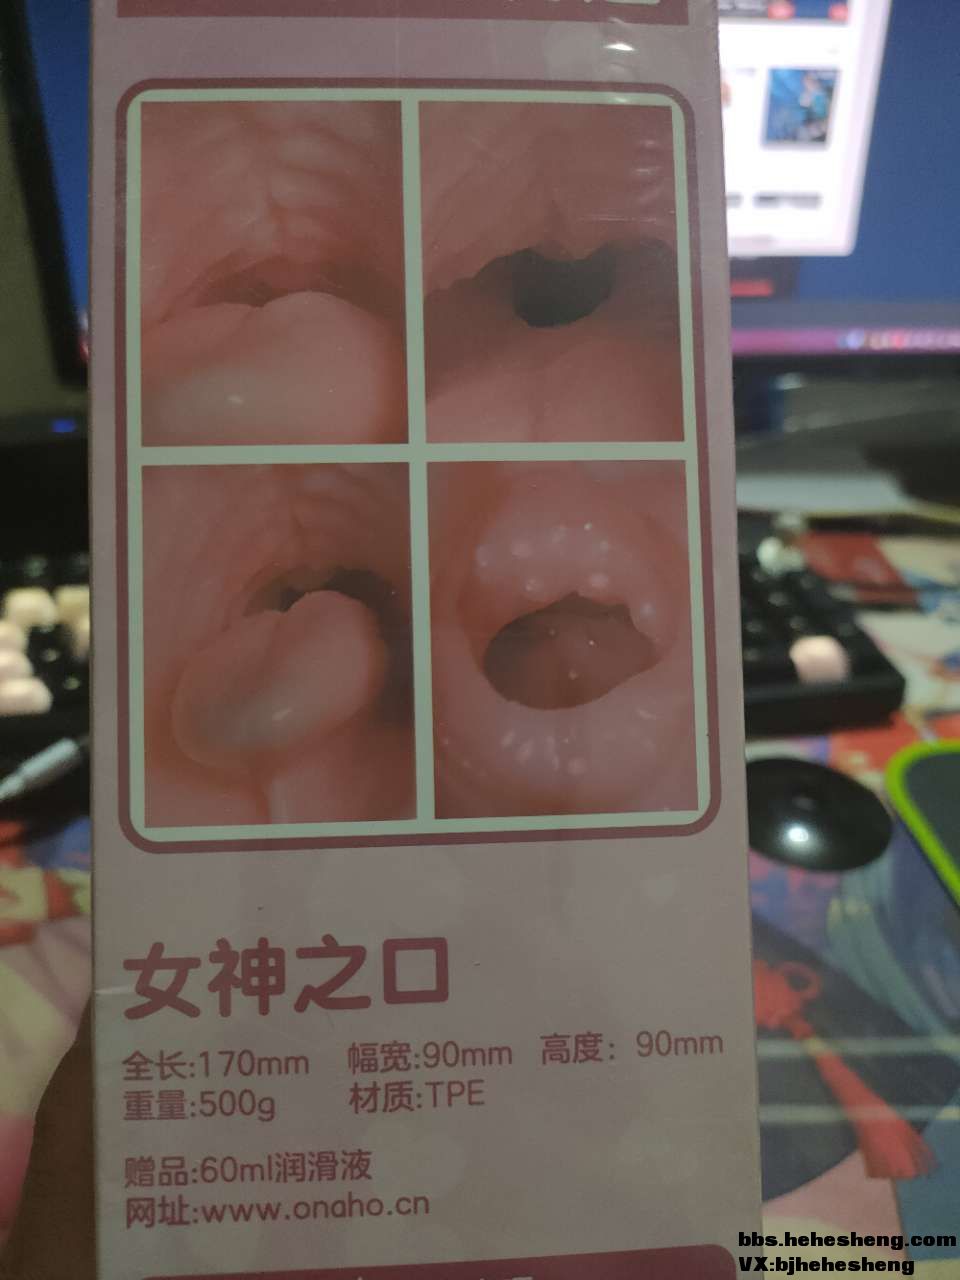 女神之口
全长:170mm 幅宽:90mm 高度：90mm
重量:500g 材质:TPE
赠品:60ml润滑液
网址:www.onaho.cn
bbs.hehesheng.com
VX:bjhehesheng